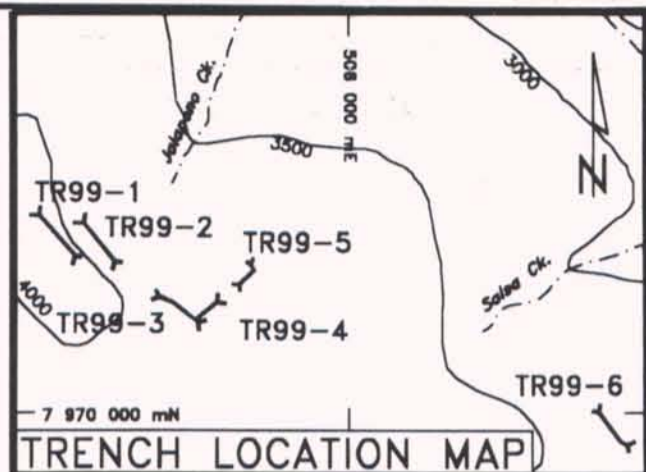 Jalapeno Ck.
508 000 mE
3000
3500
N
TR99-1
TR99-2
TR99-5
4000
Salsa Ck.
TR99-3
TR99-4
TR99-6
7 970 000 mN
TRENCH LOCATION MAP